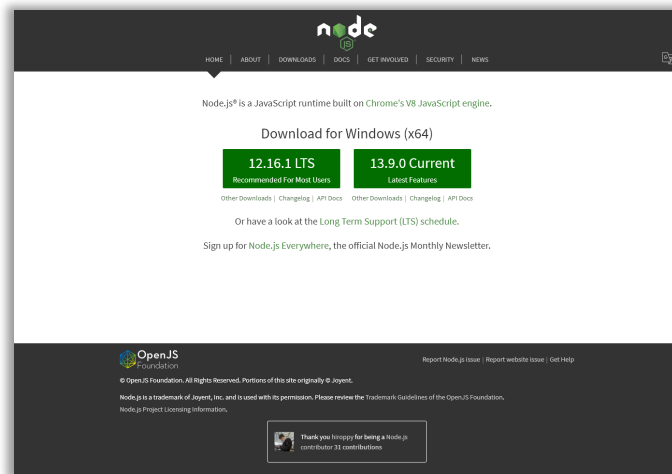 node
JS
HOME | ABOUT | DOWNLOADS | DOCS | GET INVOLVED | SECURITY | NEWS
Node.js® is a JavaScript runtime built on Chrome's V8 JavaScript engine.
Download for Windows (x64)
12.16.1 LTS
Recommended For Most Users
13.9.0 Current
Latest Features
Other Downloads | Changelog | API Docs
Other Downloads | Changelog | API Docs
Or have a look at the Long Term Support (LTS) schedule.
Sign up for Node.js Everywhere, the official Node.js Monthly Newsletter.
OpenJS
Foundation
Report Node.js issue | Report website issue | Get Help
© OpenJS Foundation. All Rights Reserved. Portions of this site originally © Joyent.
Node.js is a trademark of Joyent, Inc. and is used with its permission. Please review the Trademark Guidelines of the OpenJS Foundation.
Node.js Project Licensing Information.
Thank you hiroppy for being a Node.js
contributor 31 contributions